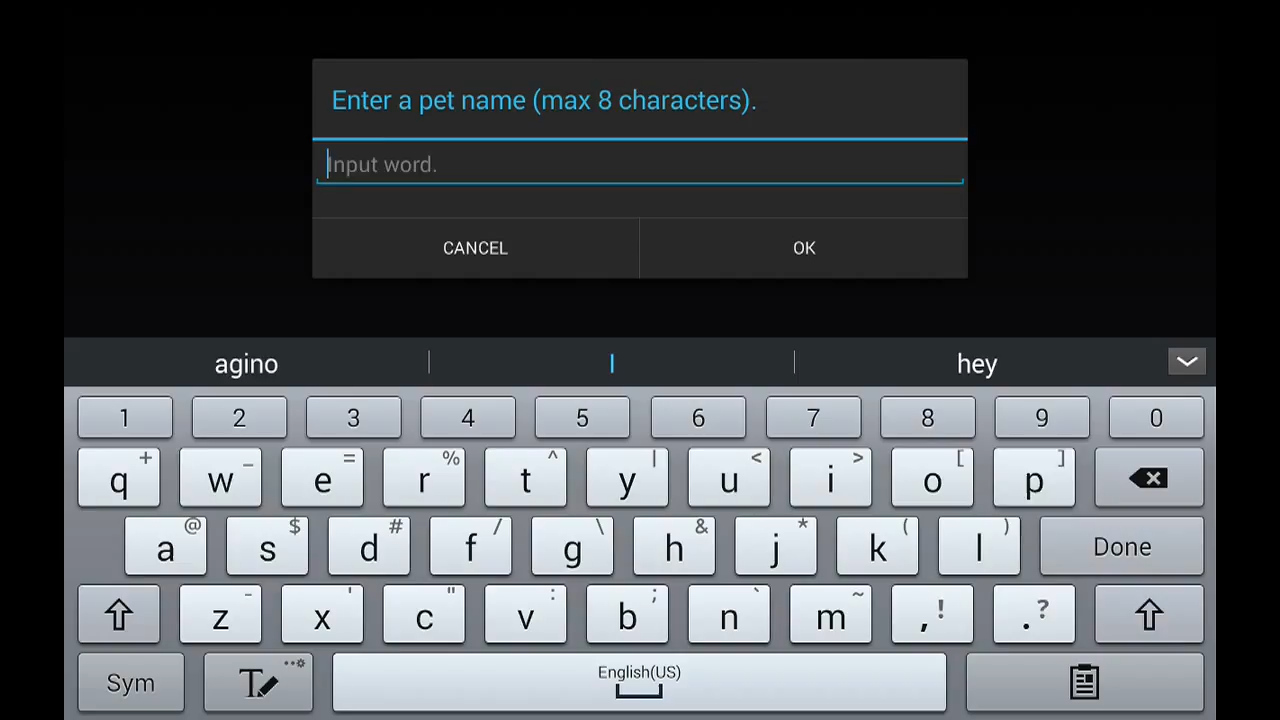 Enter a pet name (max 8 characters).
Input word.
CANCEL OK
agino I hey
1 2 3 4 5 6 7 8 9 0
q + w _ e = r % t ^ y | u < i > o [ p ]
a @ s $ d # f / g \ h & j * k ( l ) Done
z - x ' c " v : b ; n ` m ~ , ! . ?
Sym T English(US)